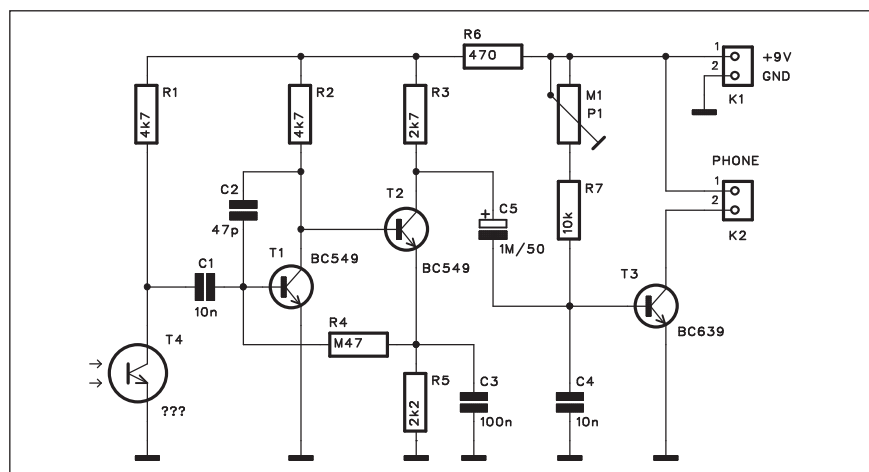 R6
470
1
+9V
2
GND
K1
R1
4k7
R2
4k7
R3
2k7
M1
P1
C2
47p
T2
C5
+
1M/50
R7
10k
PHONE
1
2
K2
T1
BC549
BC549
C1
10n
T3
BC639
R4
M47
T4
???
R5
2k2
C3
100n
C4
10n